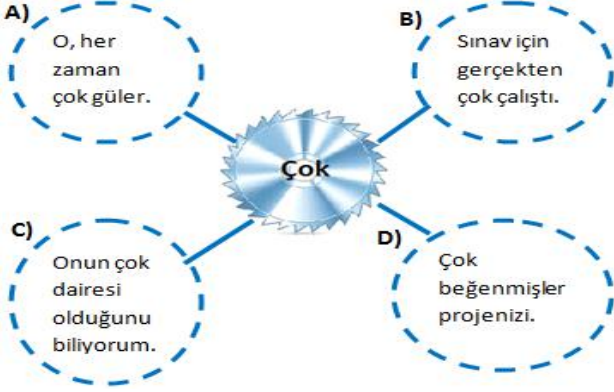 A)
O, her
zaman
çok güler.
B)
Sınav için
gerçekten
çok çalıştı.
Çok
C)
Onun çok
dairesi
olduğunu
biliyorum.
D)
Çok
beğenmişler
projenizi.